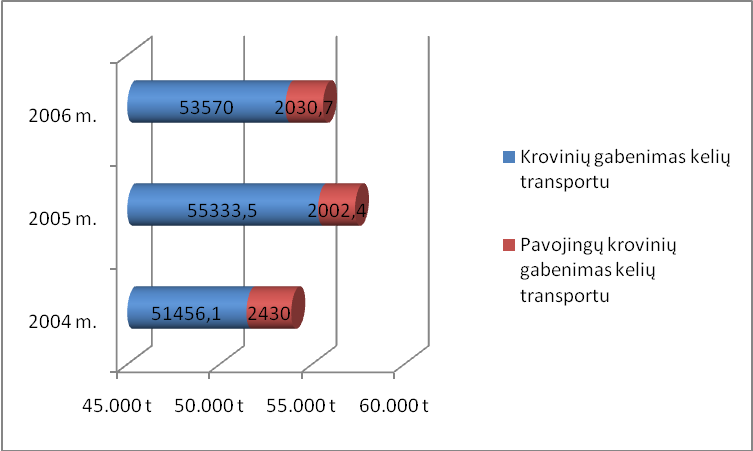 2006 m.
53570 2030,7
2005 m.
55333,5 2002,4
2004 m.
51456,1 2430
45.000 t 50.000 t 55.000 t 60.000 t
Krovinių gabenimas kelių
transportu
Pavojingų krovinių
gabenimas kelių
transportu